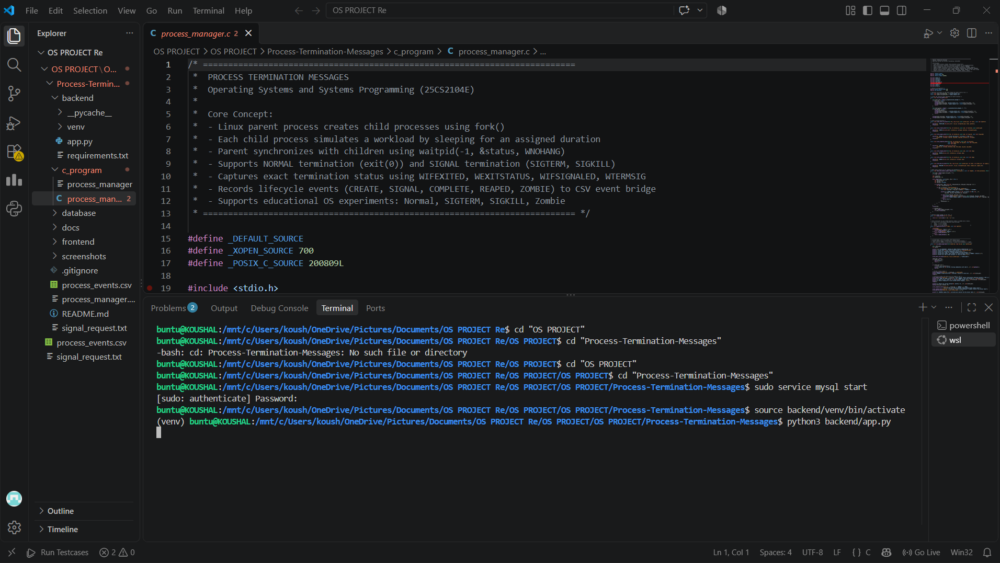 File Edit Selection View Go Run Terminal Help
OS PROJECT Re
Explorer
OS PROJECT Re
OS PROJECT \ O...
Process-Termin...
backend
__pycache__
venv
app.py
requirements.txt
c_program
process_manager
C process_man... 2
database
docs
frontend
screenshots
.gitignore
process_events.csv
process_manager....
README.md
signal_request.txt
process_events.csv
signal_request.txt
Outline
Timeline
C process_manager.c 2
OS PROJECT > OS PROJECT > Process-Termination-Messages > c_program > C process_manager.c > ...
1 /* ==========================================================================
2 * PROCESS TERMINATION MESSAGES
3 * Operating Systems and Systems Programming (25CS2104E)
4 *
5 * Core Concept:
6 * - Linux parent process creates child processes using fork()
7 * - Each child process simulates a workload by sleeping for an assigned duration
8 * - Parent synchronizes with children using waitpid(-1, &status, WNOHANG)
9 * - Supports NORMAL termination (exit(0)) and SIGNAL termination (SIGTERM, SIGKILL)
10 * - Captures exact termination status using WIFEXITED, WEXITSTATUS, WIFSIGNALED, WTERMSIG
11 * - Records lifecycle events (CREATE, SIGNAL, COMPLETE, REAPED, ZOMBIE) to CSV event bridge
12 * - Supports educational OS experiments: Normal, SIGTERM, SIGKILL, Zombie
13 * ========================================================================== */
14
15 #define _DEFAULT_SOURCE
16 #define _XOPEN_SOURCE 700
17 #define _POSIX_C_SOURCE 200809L
18
19 #include <stdio.h>
Problems 2 Output Debug Console Terminal Ports
buntu@KOUSHAL:/mnt/c/Users/koush/OneDrive/Pictures/Documents/OS PROJECT Re$ cd "OS PROJECT"
buntu@KOUSHAL:/mnt/c/Users/koush/OneDrive/Pictures/Documents/OS PROJECT Re/OS PROJECT$ cd "Process-Termination-Messages"
-bash: cd: Process-Termination-Messages: No such file or directory
buntu@KOUSHAL:/mnt/c/Users/koush/OneDrive/Pictures/Documents/OS PROJECT Re/OS PROJECT$ cd "OS PROJECT"
buntu@KOUSHAL:/mnt/c/Users/koush/OneDrive/Pictures/Documents/OS PROJECT Re/OS PROJECT/OS PROJECT$ cd "Process-Termination-Messages"
buntu@KOUSHAL:/mnt/c/Users/koush/OneDrive/Pictures/Documents/OS PROJECT Re/OS PROJECT/OS PROJECT/Process-Termination-Messages$ sudo service mysql start
[sudo: authenticate] Password:
buntu@KOUSHAL:/mnt/c/Users/koush/OneDrive/Pictures/Documents/OS PROJECT Re/OS PROJECT/OS PROJECT/Process-Termination-Messages$ source backend/venv/bin/activate
(venv) buntu@KOUSHAL:/mnt/c/Users/koush/OneDrive/Pictures/Documents/OS PROJECT Re/OS PROJECT/OS PROJECT/Process-Termination-Messages$ python3 backend/app.py
powershell
wsl
Run Testcases 2 0 Ln 1, Col 1 Spaces: 4 UTF-8 LF { } C Go Live Win32